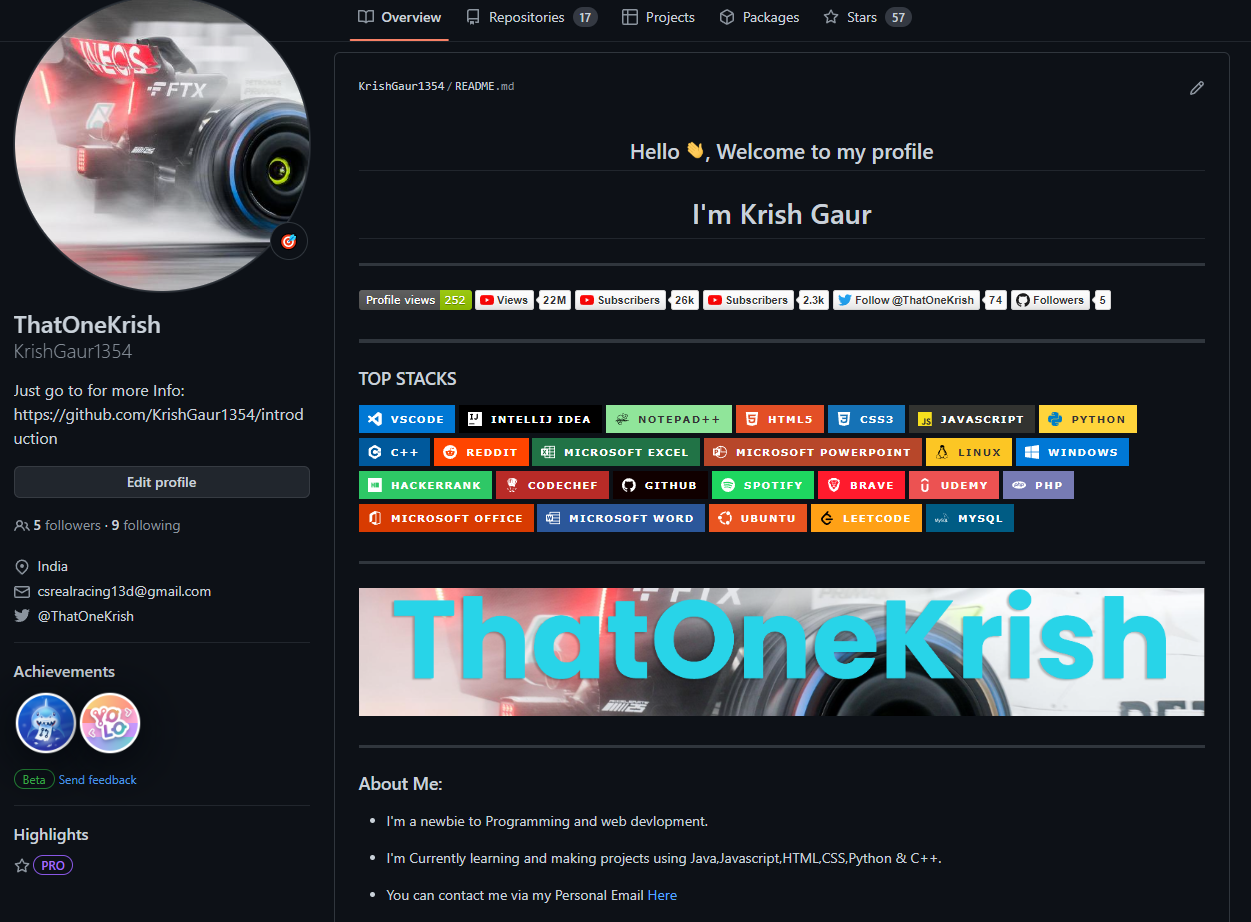 Overview
Repositories 17
Projects
Packages
Stars 57
INEOS
FTX
ThatOneKrish
KrishGaur1354
Just go to for more Info:
https://github.com/KrishGaur1354/introd
uction
Edit profile
5 followers · 9 following
India
csrealracing13d@gmail.com
@ThatOneKrish
Achievements
YOLO
Beta Send feedback
Highlights
PRO
KrishGaur1354/README.md
Hello 👋, Welcome to my profile
I'm Krish Gaur
Profile views 252 Views 22M Subscribers 26k Subscribers 2.3k Follow @ThatOneKrish 74 Followers 5
TOP STACKS
VSCODE INTELLIJ IDEA NOTEPAD++ HTML5 CSS3 JAVASCRIPT PYTHON
C++ REDDIT MICROSOFT EXCEL MICROSOFT POWERPOINT LINUX WINDOWS
HACKERRANK CODECHEF GITHUB SPOTIFY BRAVE UDEMY PHP
MICROSOFT OFFICE MICROSOFT WORD UBUNTU LEETCODE MYSQL
FTX
ThatOneKrish
About Me:
I'm a newbie to Programming and web devlopment.
I'm Currently learning and making projects using Java,Javascript,HTML,CSS,Python & C++.
You can contact me via my Personal Email Here